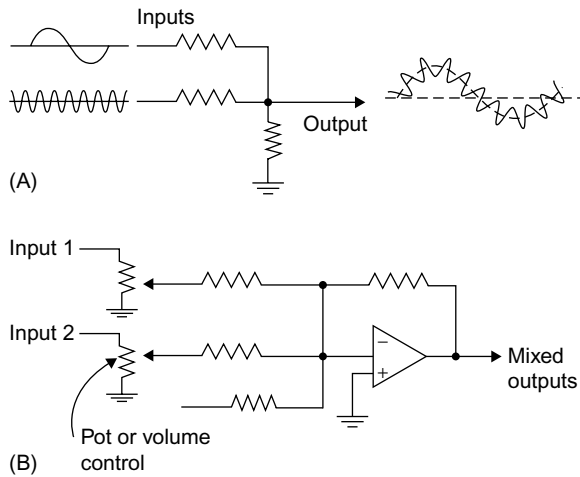 Inputs
Output
(A)
Input 1
Input 2
−
+
Mixed
outputs
Pot or volume
control
(B)